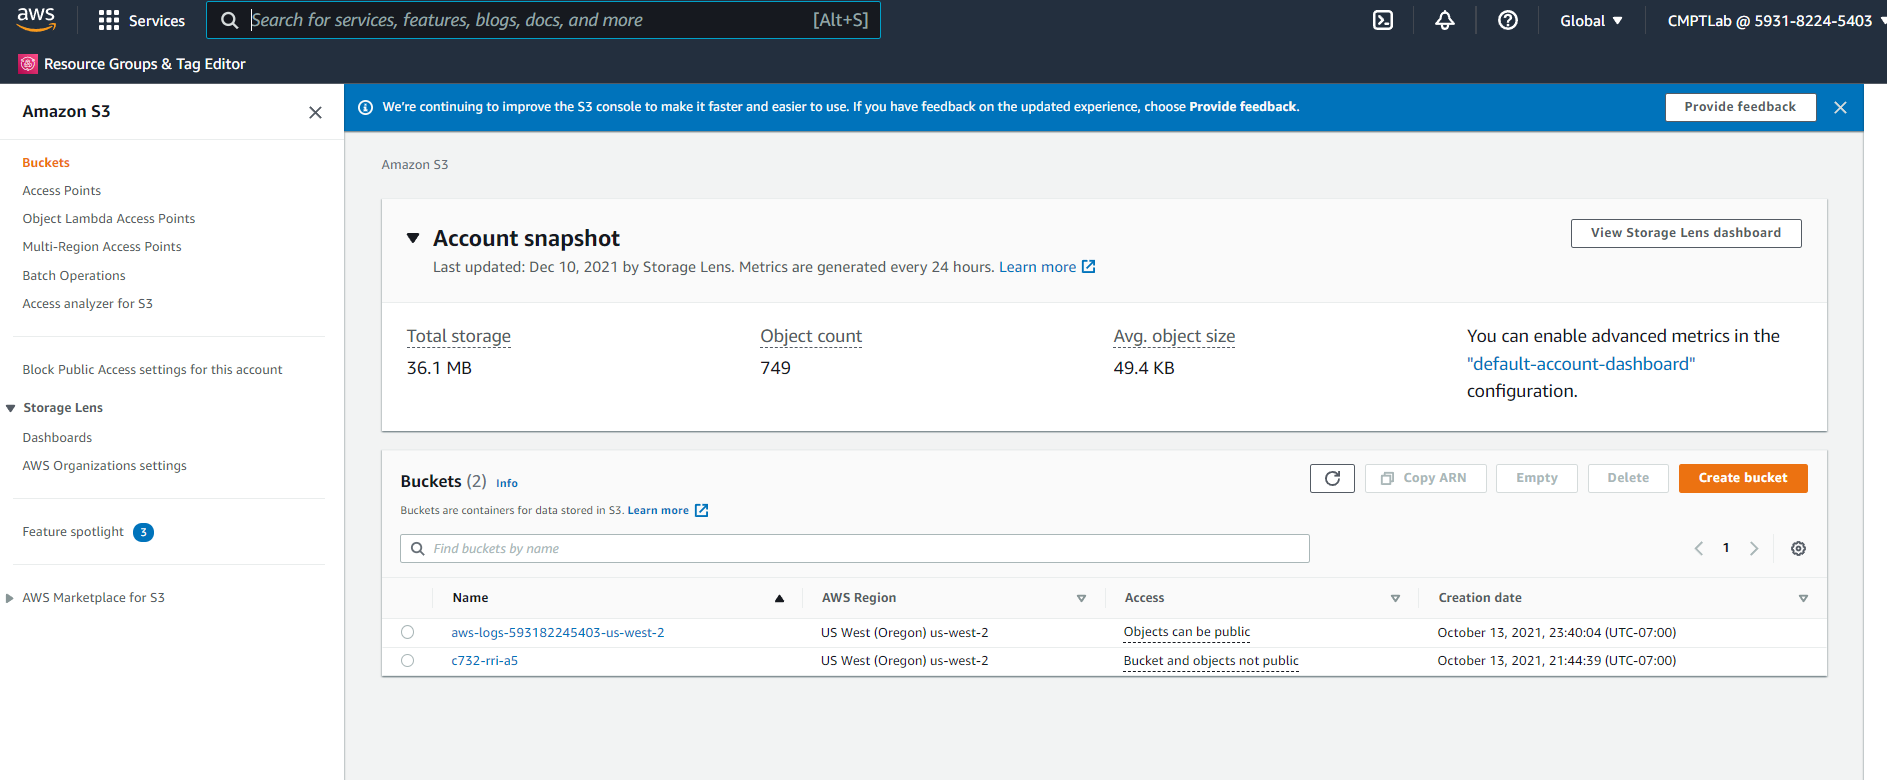 aws
Services
Search for services, features, blogs, docs, and more [Alt+S]
Global
CMPTLab @ 5931-8224-5403
Resource Groups & Tag Editor
Amazon S3
Buckets
Access Points
Object Lambda Access Points
Multi-Region Access Points
Batch Operations
Access analyzer for S3
Block Public Access settings for this account
Storage Lens
Dashboards
AWS Organizations settings
Feature spotlight 3
AWS Marketplace for S3
We're continuing to improve the S3 console to make it faster and easier to use. If you have feedback on the updated experience, choose Provide feedback.
Provide feedback
Amazon S3
Account snapshot
View Storage Lens dashboard
Last updated: Dec 10, 2021 by Storage Lens. Metrics are generated every 24 hours. Learn more
Total storage
36.1 MB
Object count
749
Avg. object size
49.4 KB
You can enable advanced metrics in the
"default-account-dashboard"
configuration.
Buckets (2) Info
Copy ARN
Empty
Delete
Create bucket
Buckets are containers for data stored in S3. Learn more
Find buckets by name
1
Name AWS Region Access Creation date
aws-logs-593182245403-us-west-2 US West (Oregon) us-west-2 Objects can be public October 13, 2021, 23:40:04 (UTC-07:00)
c732-rri-a5 US West (Oregon) us-west-2 Bucket and objects not public October 13, 2021, 21:44:39 (UTC-07:00)